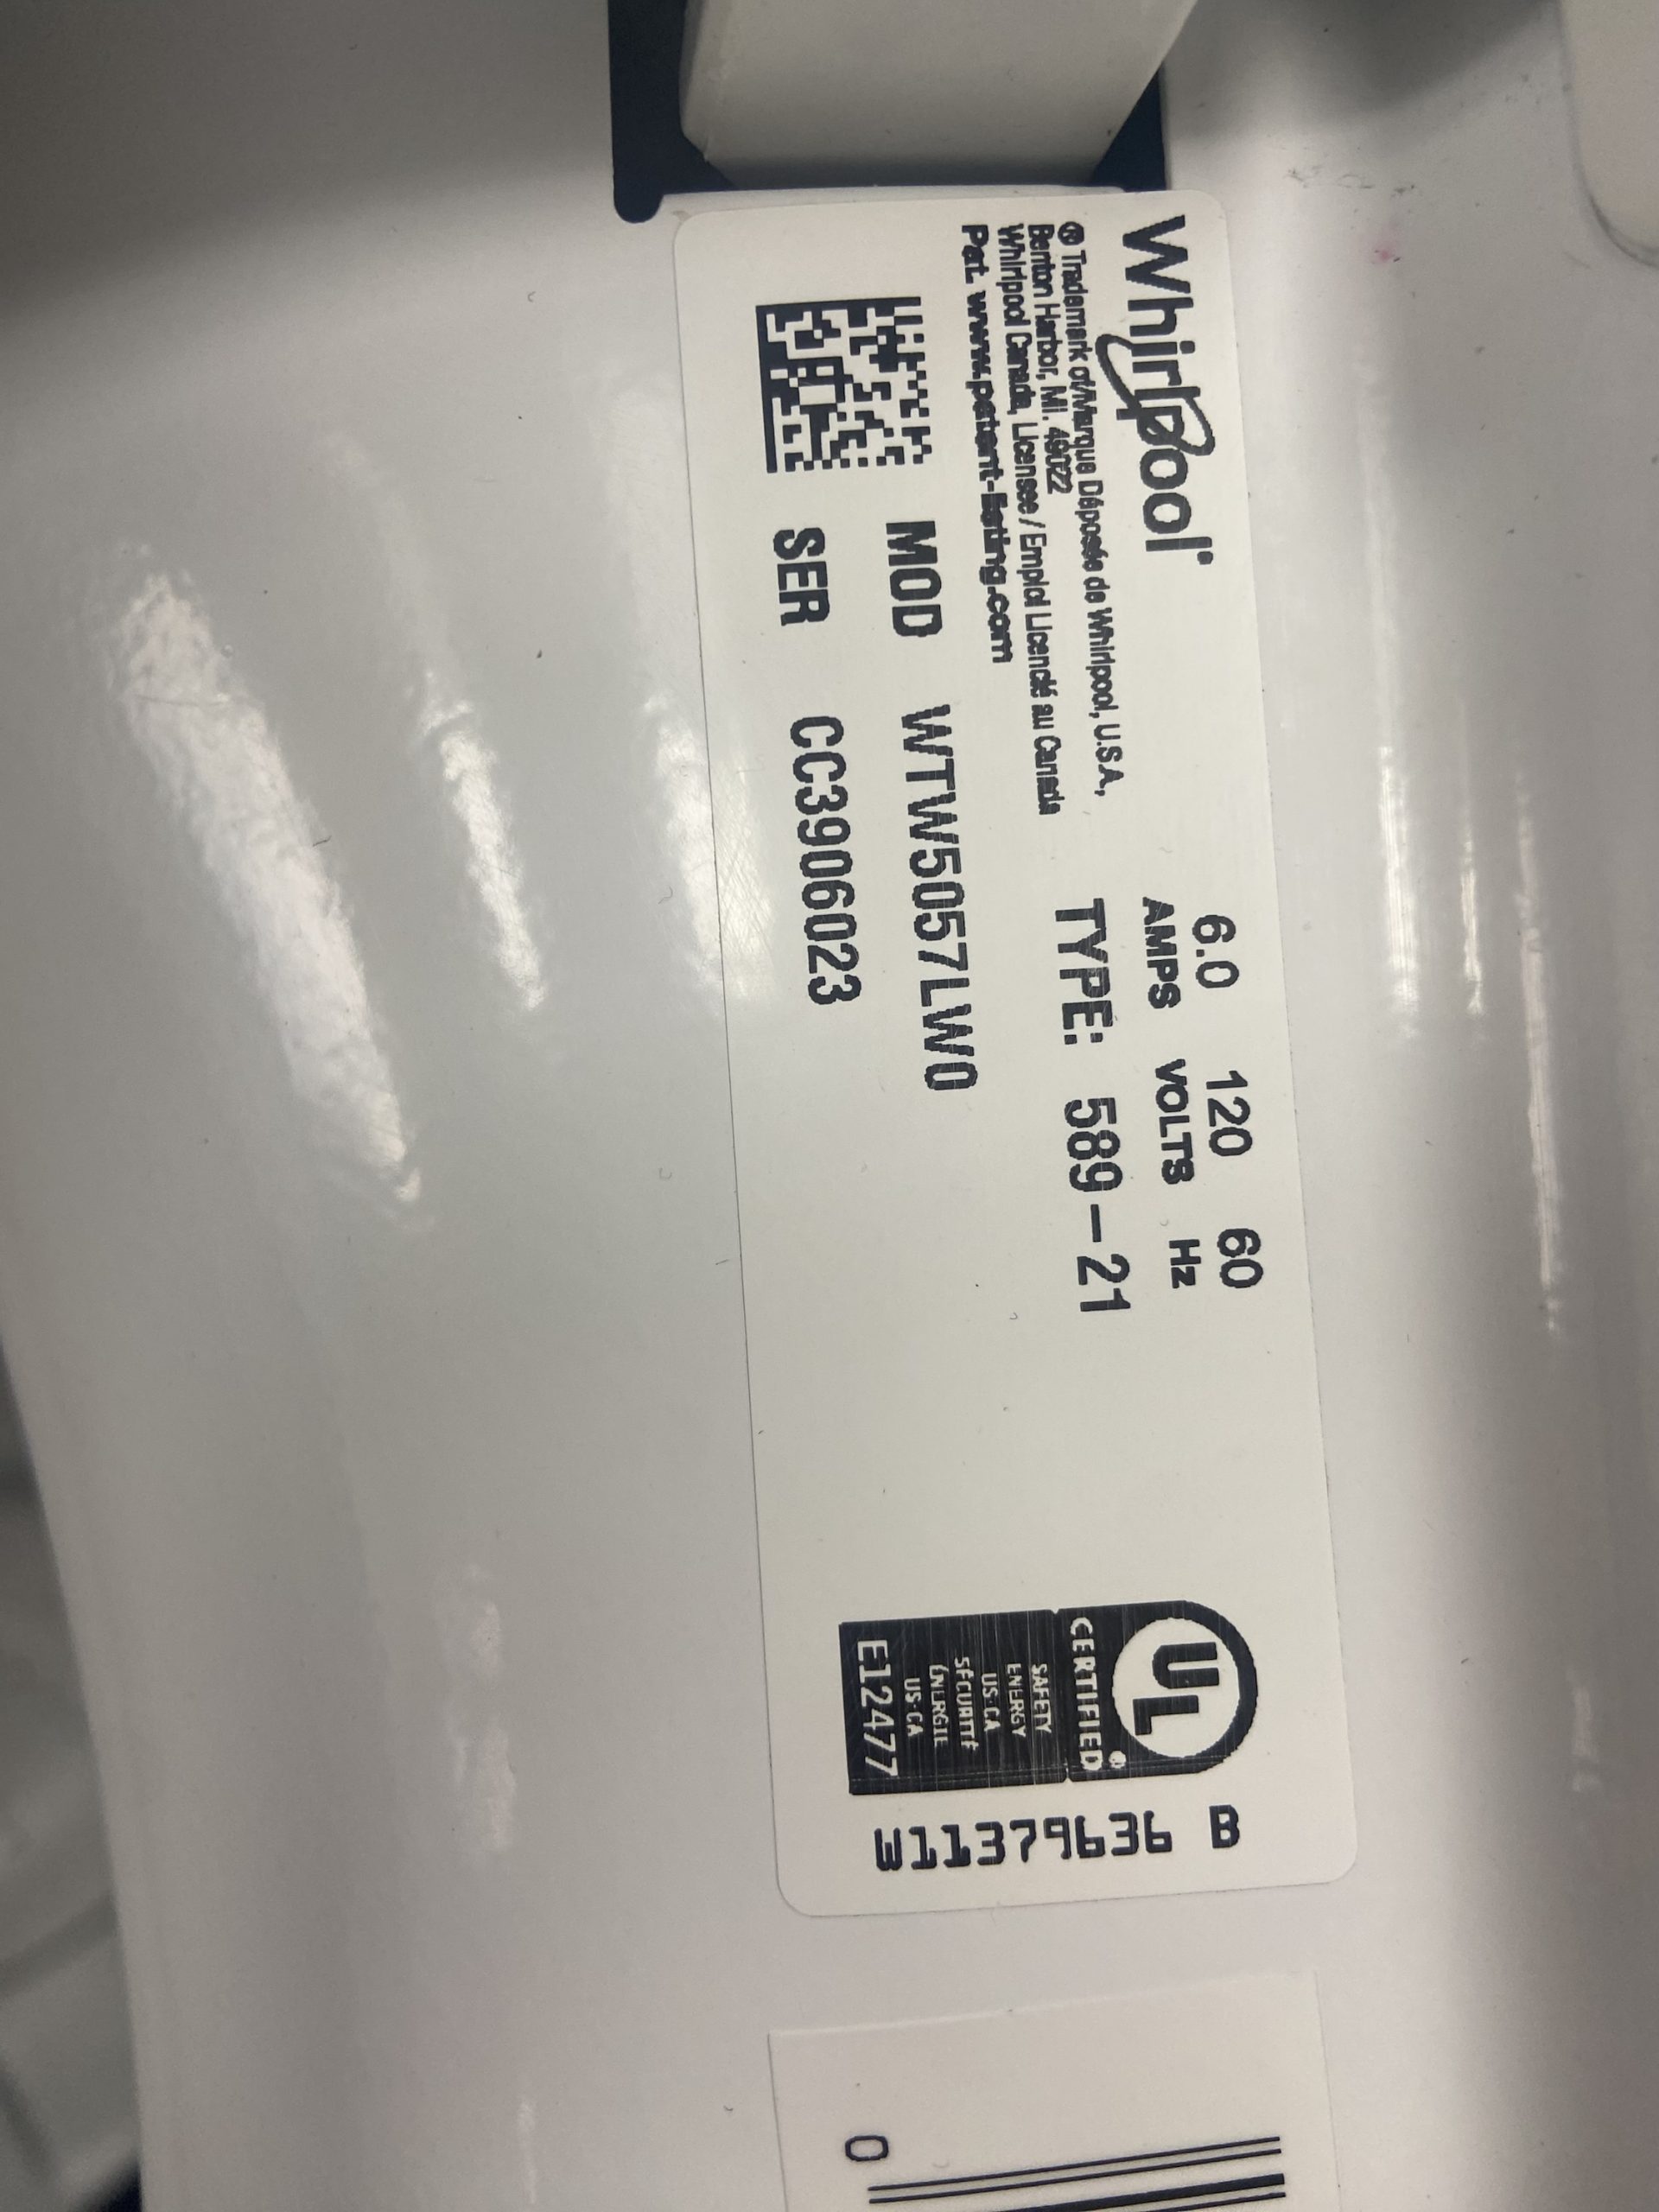 Whirlpool®
® Trademark of/Marque Déposée de Whirlpool, U.S.A.,
Benton Harbor, MI. 49022
Whirlpool Canada, Licensee / Emploi Licencié au Canada
Pat. www.patent-listing.com
6.0 120 60
AMPS VOLTS Hz
TYPE: 589-21
MOD WTW5057LW0
SER CC3906023
UL
CERTIFIED®
SAFETY
ENERGY
US-CA
SÉCURITÉ
ÉNERGIE
US-CA
E12477
W11379636 B
0